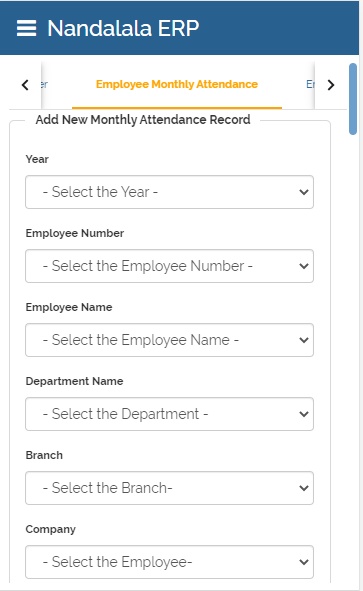 Nandalala ERP
er Employee Monthly Attendance E
Add New Monthly Attendance Record
Year
- Select the Year -
Employee Number
- Select the Employee Number -
Employee Name
- Select the Employee Name -
Department Name
- Select the Department -
Branch
- Select the Branch-
Company
- Select the Employee-